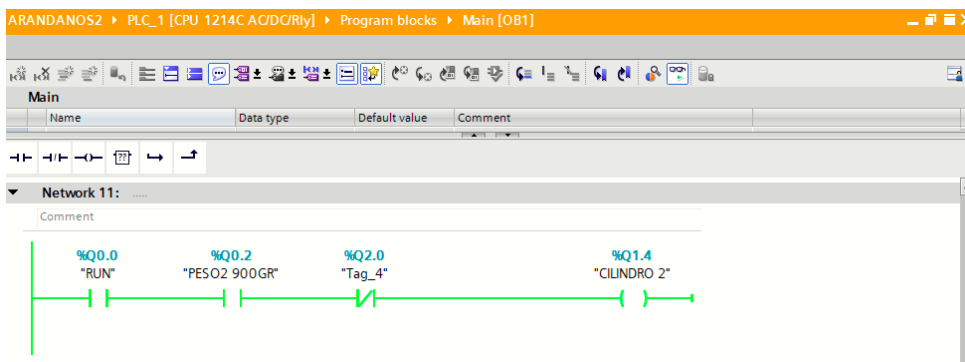 ARANDANOS2 ▸ PLC_1 [CPU 1214C AC/DC/Rly] ▸ Program blocks ▸ Main [OB1]
Main
Name Data type Default value Comment
Network 11: .....
Comment
%Q0.0 %Q0.2 %Q2.0 %Q1.4
"RUN" "PESO2 900GR" "Tag_4" "CILINDRO 2"